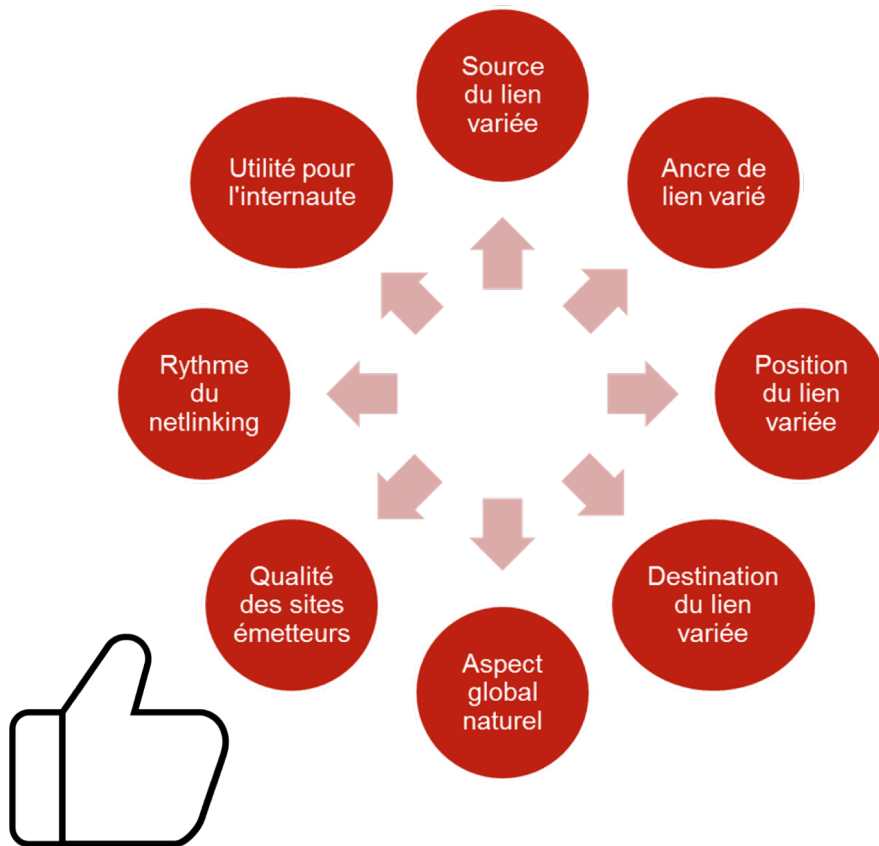 Source
du lien
variée
Ancre de
lien varié
Position
du lien
variée
Destination
du lien
variée
Aspect
global
naturel
Qualité
des sites
émetteurs
Rythme
du
netlinking
Utilité pour
l'internaute